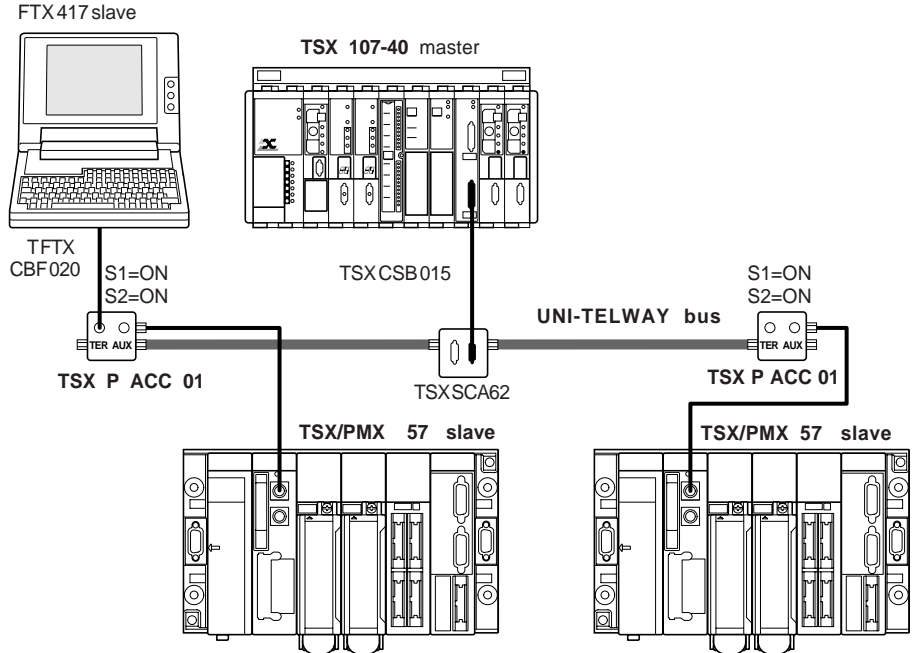 FTX 417 slave
TSX 107-40 master
TFTX
CBF 020
S1=ON
S2=ON
TSX CSB 015
S1=ON
S2=ON
UNI-TELWAY bus
TER AUX
TER AUX
TSX P ACC 01
TSX SCA62
TSX P ACC 01
TSX/PMX 57 slave
TSX/PMX 57 slave